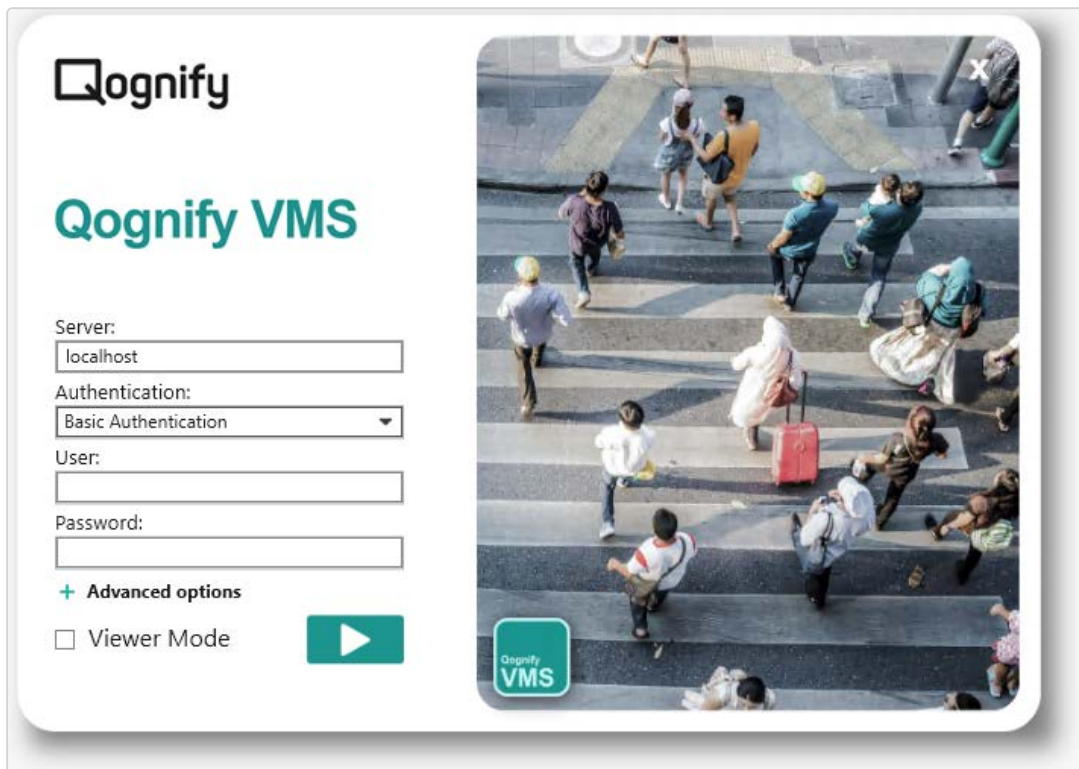 Qognify
X
Qognify VMS
Server:
localhost
Authentication:
Basic Authentication
User:
Password:
+ Advanced options
Viewer Mode
Qognify
VMS